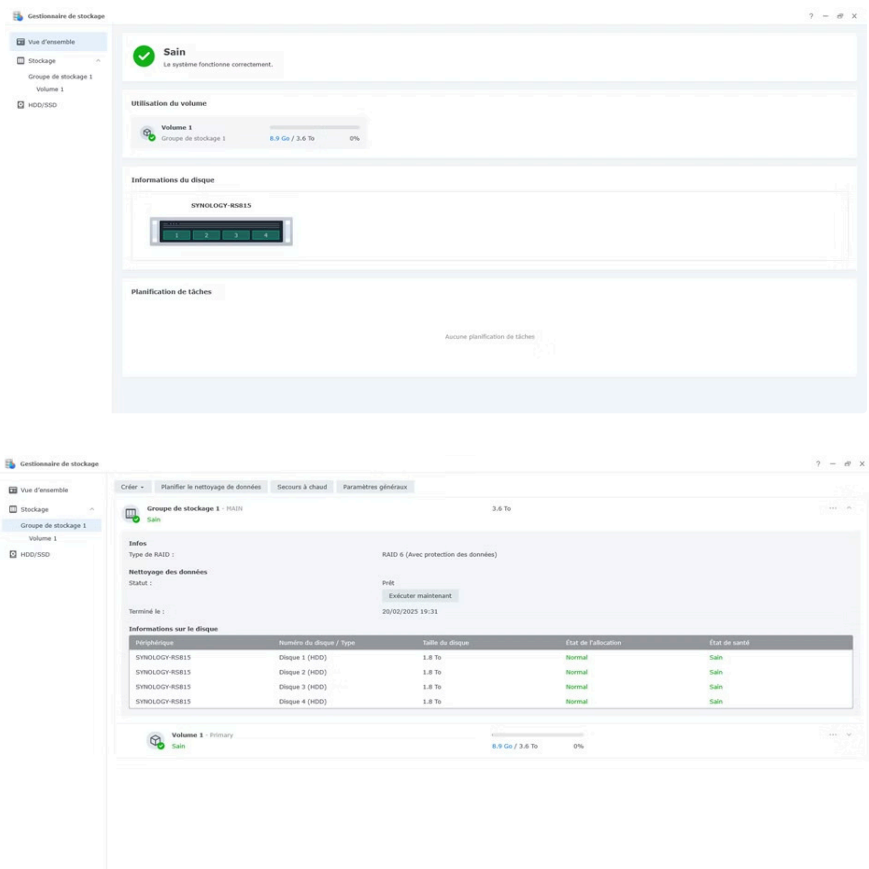 Gestionnaire de stockage
Vue d'ensemble
Stockage
Groupe de stockage 1
Volume 1
HDD/SSD
Sain
Le système fonctionne correctement.
Utilisation du volume
Volume 1
Groupe de stockage 1
8.9 Go / 3.6 To 0%
Informations du disque
SYNOLOGY-RS815
1 2 3 4
Planification de tâches
Aucune planification de tâches
Gestionnaire de stockage
Vue d'ensemble
Stockage
Groupe de stockage 1
Volume 1
HDD/SSD
Créer Planifier le nettoyage de données Secours à chaud Paramètres généraux
Groupe de stockage 1 - MAIN 3.6 To
Sain
Infos
Type de RAID : RAID 6 (Avec protection des données)
Nettoyage des données
Statut : Prêt
Exécuter maintenant
Terminé le : 20/02/2025 19:31
Informations sur le disque
Périphérique Numéro du disque / Type Taille du disque État de l'allocation État de santé
SYNOLOGY-RS815 Disque 1 (HDD) 1.8 To Normal Sain
SYNOLOGY-RS815 Disque 2 (HDD) 1.8 To Normal Sain
SYNOLOGY-RS815 Disque 3 (HDD) 1.8 To Normal Sain
SYNOLOGY-RS815 Disque 4 (HDD) 1.8 To Normal Sain
Volume 1 - Primary
Sain 8.9 Go / 3.6 To 0%